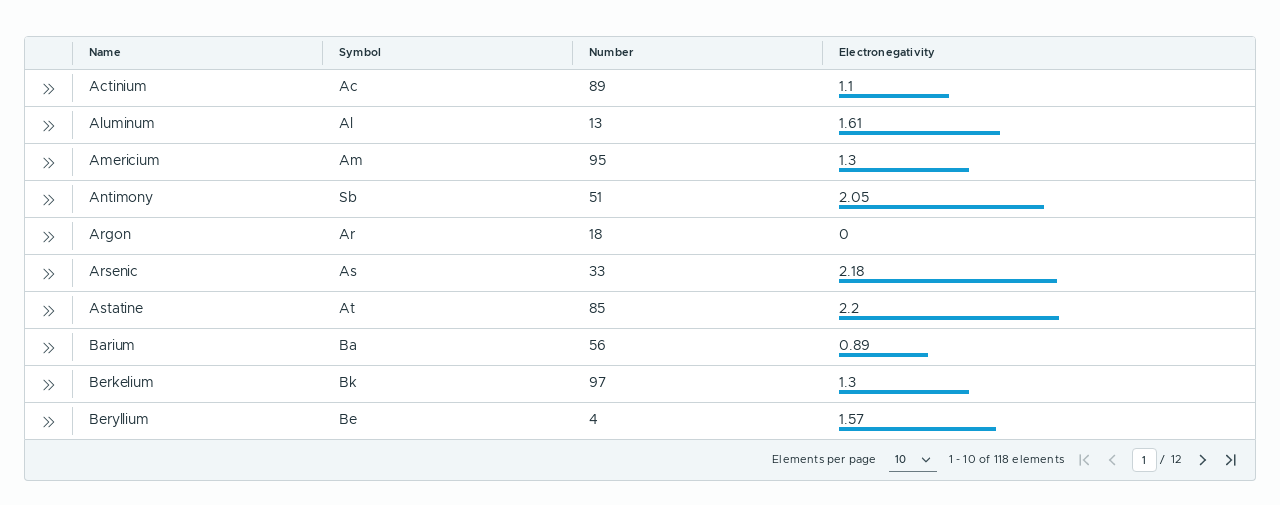 Name Symbol Number Electronegativity
Actinium Ac 89 1.1
Aluminum Al 13 1.61
Americium Am 95 1.3
Antimony Sb 51 2.05
Argon Ar 18 0
Arsenic As 33 2.18
Astatine At 85 2.2
Barium Ba 56 0.89
Berkelium Bk 97 1.3
Beryllium Be 4 1.57
Elements per page 10 1 - 10 of 118 elements 1 / 12